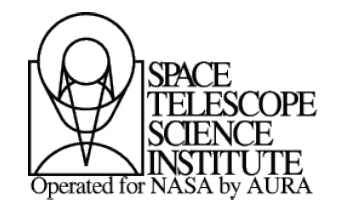 SPACE
TELESCOPE
SCIENCE
INSTITUTE
Operated for NASA by AURA